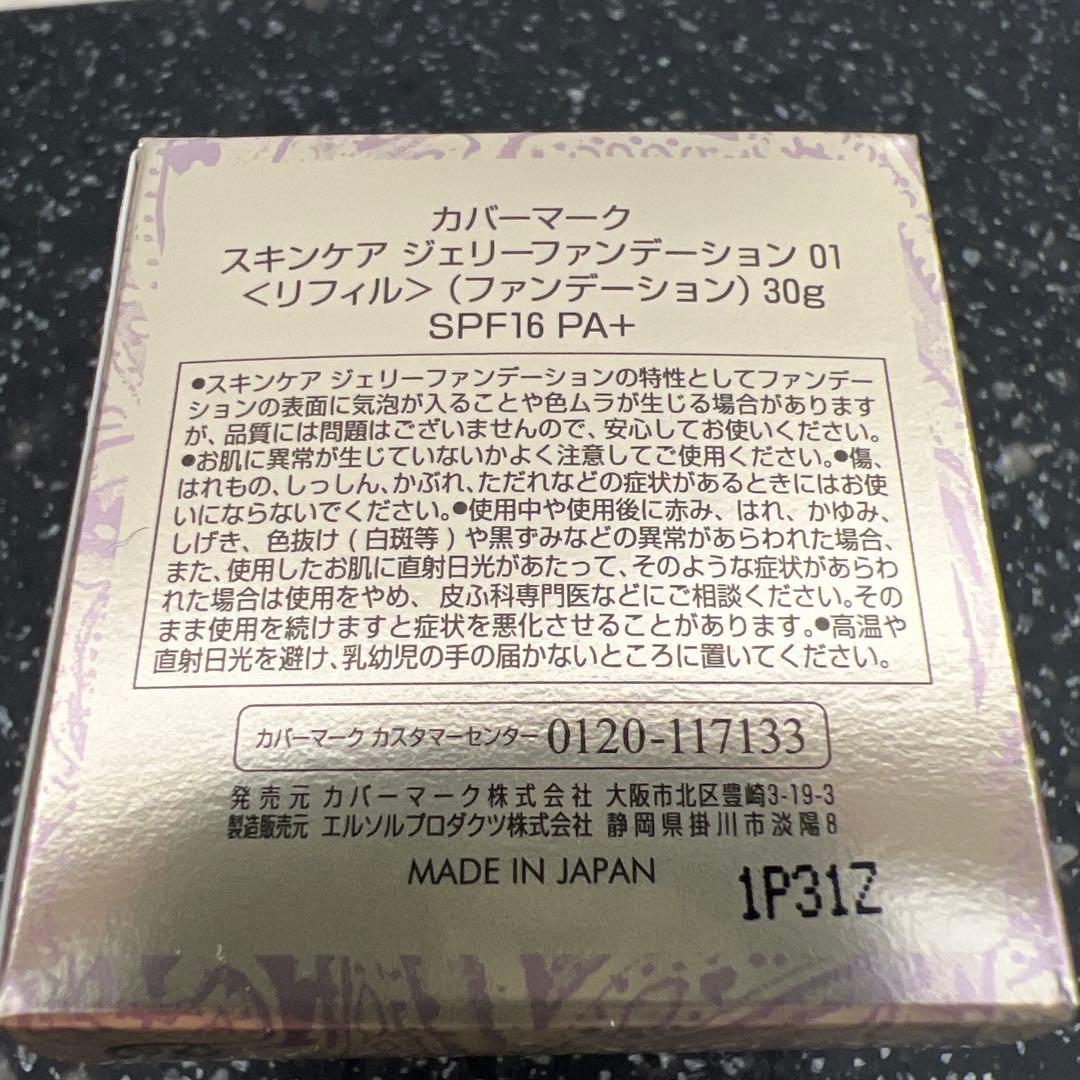 カバーマーク
スキンケア ジェリーファンデーション 01
＜リフィル＞（ファンデーション）30g
SPF16 PA+
●スキンケア ジェリーファンデーションの特性としてファンデー
ションの表面に気泡が入ることや色ムラが生じる場合があります
が、品質には問題はございませんので、安心してお使いください。
●お肌に異常が生じていないかよく注意してご使用ください。●傷、
はれもの、しっしん、かぶれ、ただれなどの症状があるときにはお使
いにならないでください。●使用中や使用後に赤み、はれ、かゆみ、
しげき、色抜け（白斑等）や黒ずみなどの異常があらわれた場合、
また、使用したお肌に直射日光があたって、そのような症状があらわ
れた場合は使用をやめ、皮ふ科専門医などにご相談ください。その
まま使用を続けますと症状を悪化させることがあります。●高温や
直射日光を避け、乳幼児の手の届かないところに置いてください。
カバーマーク カスタマーセンター 0120-117133
発売元 カバーマーク株式会社 大阪市北区豊崎3-19-3
製造販売元 エルソルプロダクツ株式会社 静岡県掛川市淡陽8
MADE IN JAPAN
1P31Z